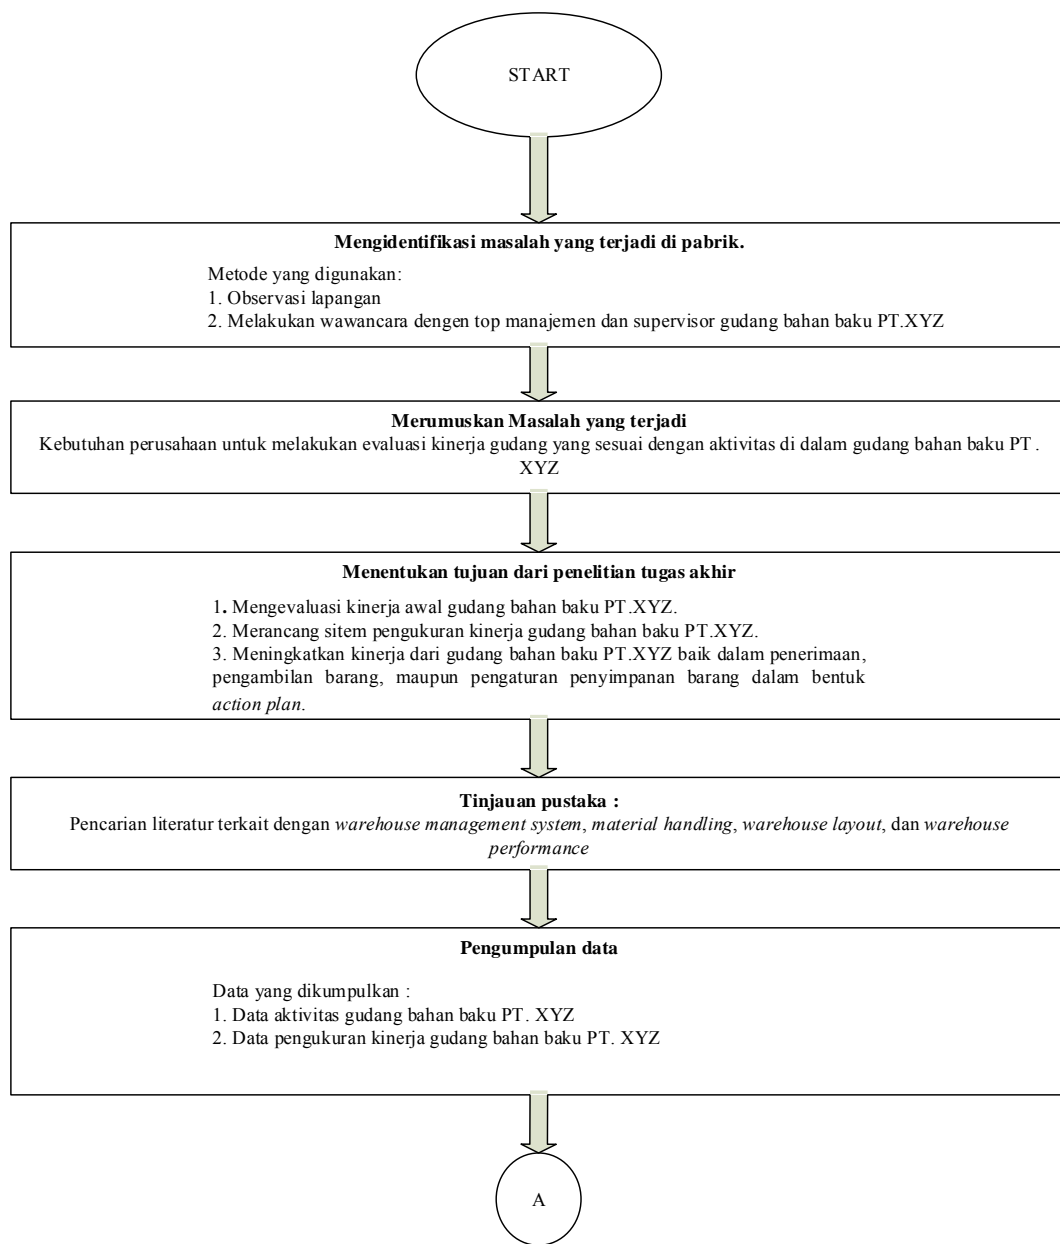 START
Mengidentifikasi masalah yang terjadi di pabrik.
Metode yang digunakan:
1. Observasi lapangan
2. Melakukan wawancara dengen top manajemen dan supervisor gudang bahan baku PT.XYZ
Merumuskan Masalah yang terjadi
Kebutuhan perusahaan untuk melakukan evaluasi kinerja gudang yang sesuai dengan aktivitas di dalam gudang bahan baku PT .
XYZ
Menentukan tujuan dari penelitian tugas akhir
1. Mengevaluasi kinerja awal gudang bahan baku PT.XYZ.
2. Merancang sitem pengukuran kinerja gudang bahan baku PT.XYZ.
3. Meningkatkan kinerja dari gudang bahan baku PT.XYZ baik dalam penerimaan,
pengambilan barang, maupun pengaturan penyimpanan barang dalam bentuk
action plan.
Tinjauan pustaka :
Pencarian literatur terkait dengan warehouse management system, material handling, warehouse layout, dan warehouse
performance
Pengumpulan data
Data yang dikumpulkan :
1. Data aktivitas gudang bahan baku PT. XYZ
2. Data pengukuran kinerja gudang bahan baku PT. XYZ
A